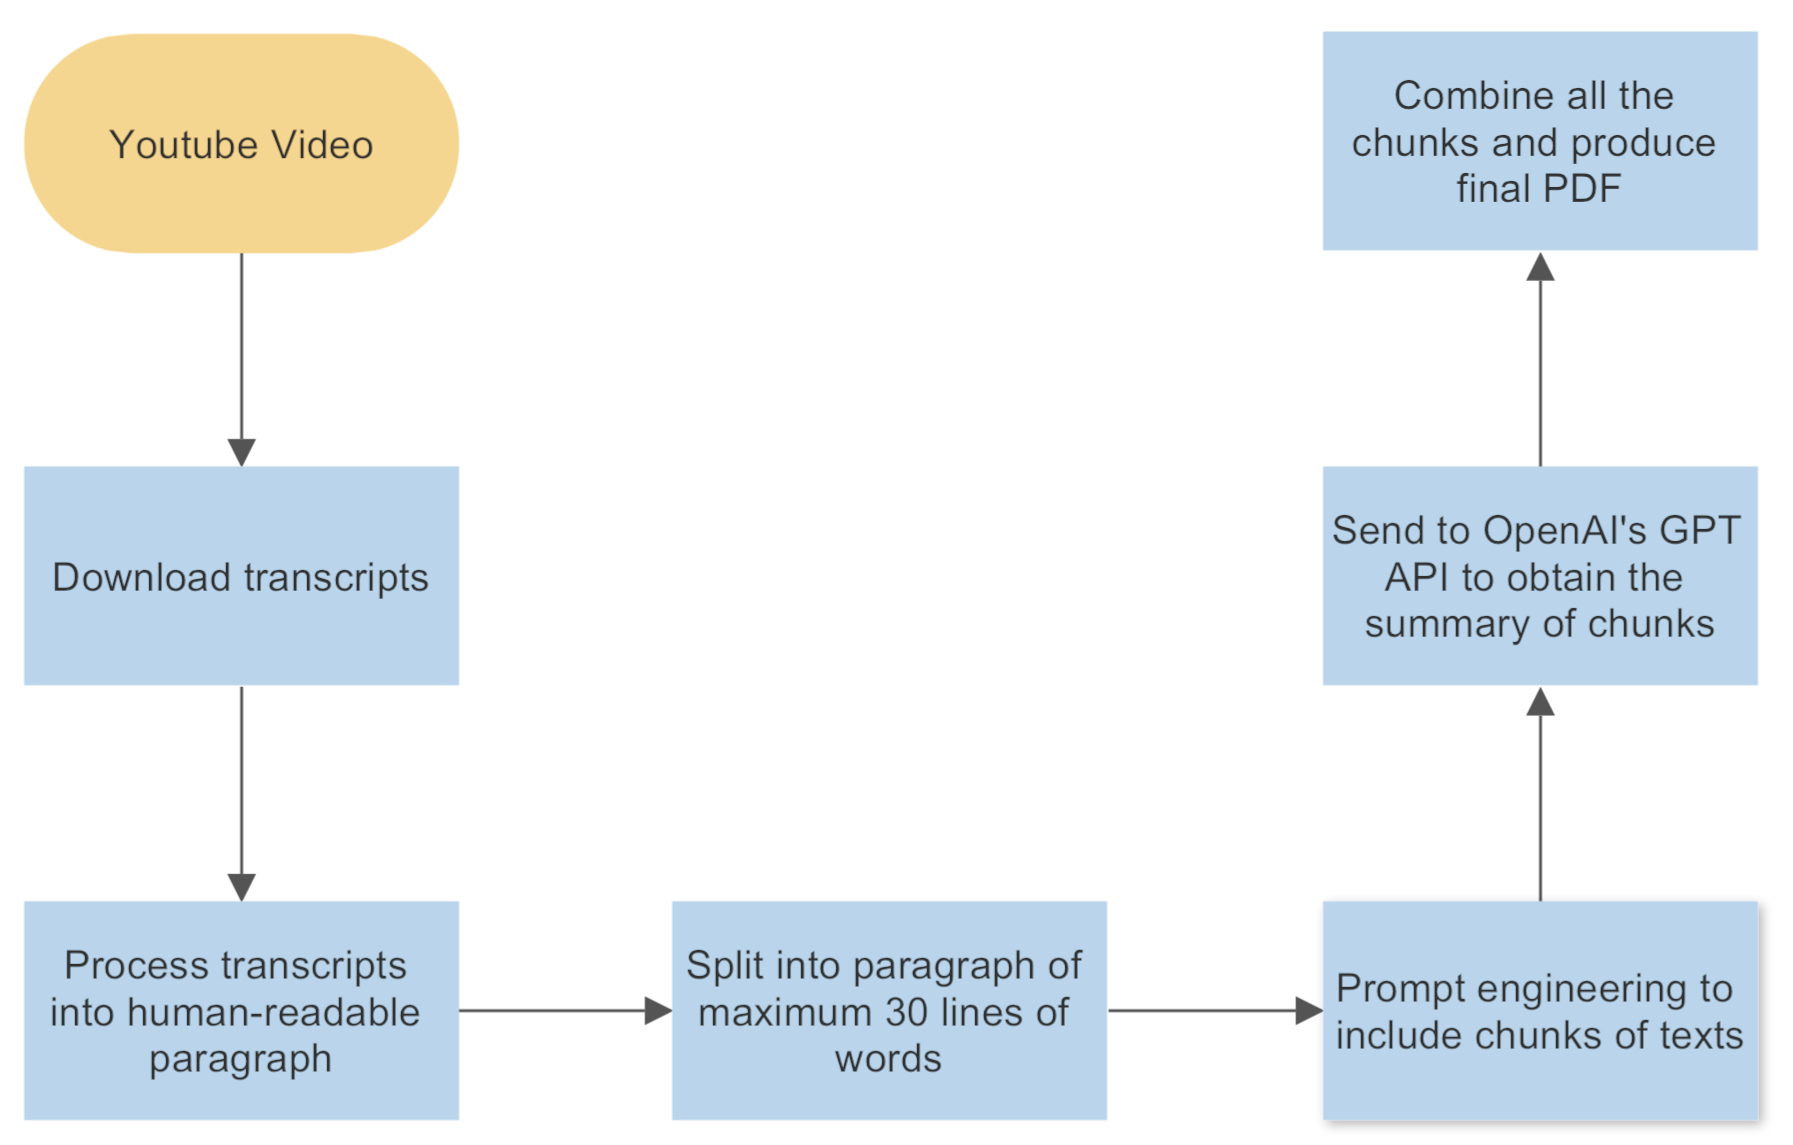 Youtube Video
Download transcripts
Process transcripts
into human-readable
paragraph
Split into paragraph of
maximum 30 lines of
words
Prompt engineering to
include chunks of texts
Send to OpenAI's GPT
API to obtain the
summary of chunks
Combine all the
chunks and produce
final PDF